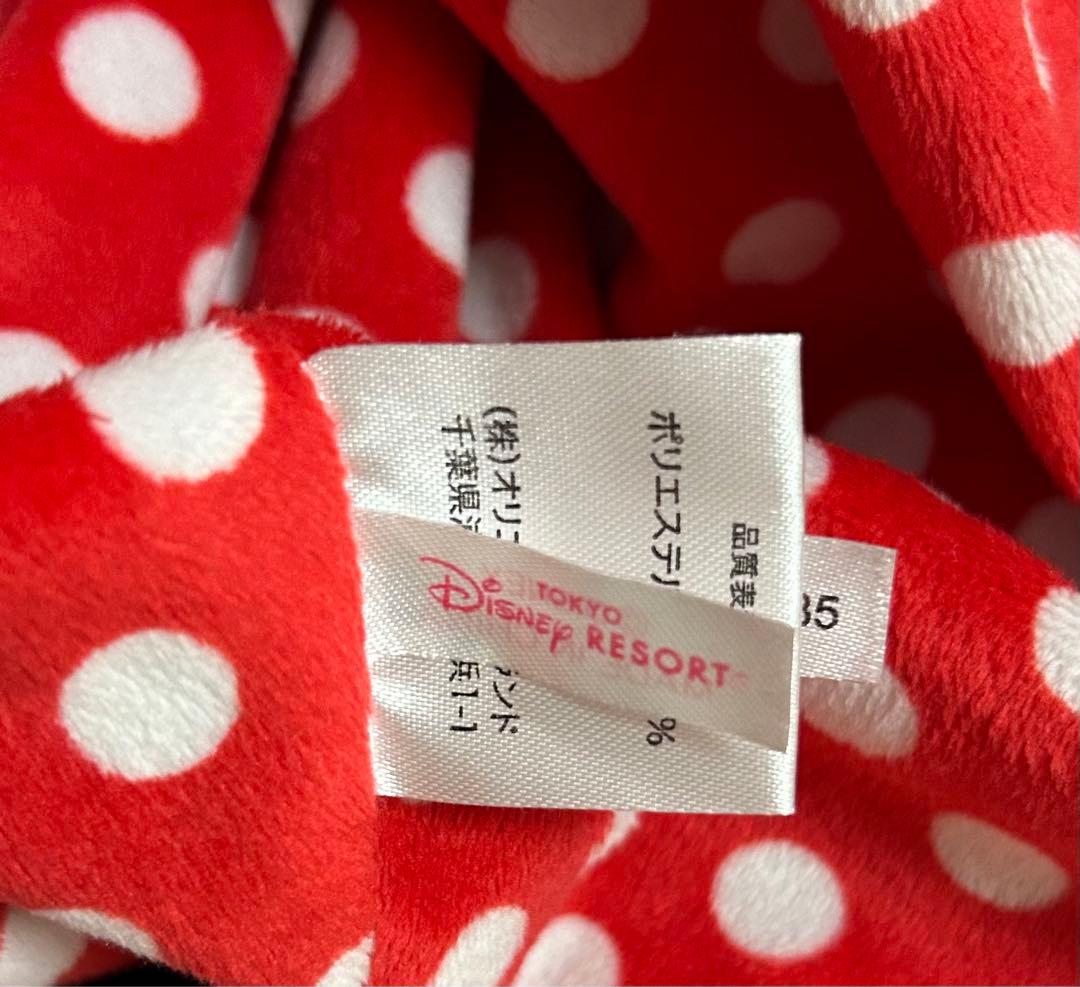 品質表
ポリエステル
%
(株)オリエ
ンド
千葉県
浜1-1
TOKYO
Disney RESORT
35